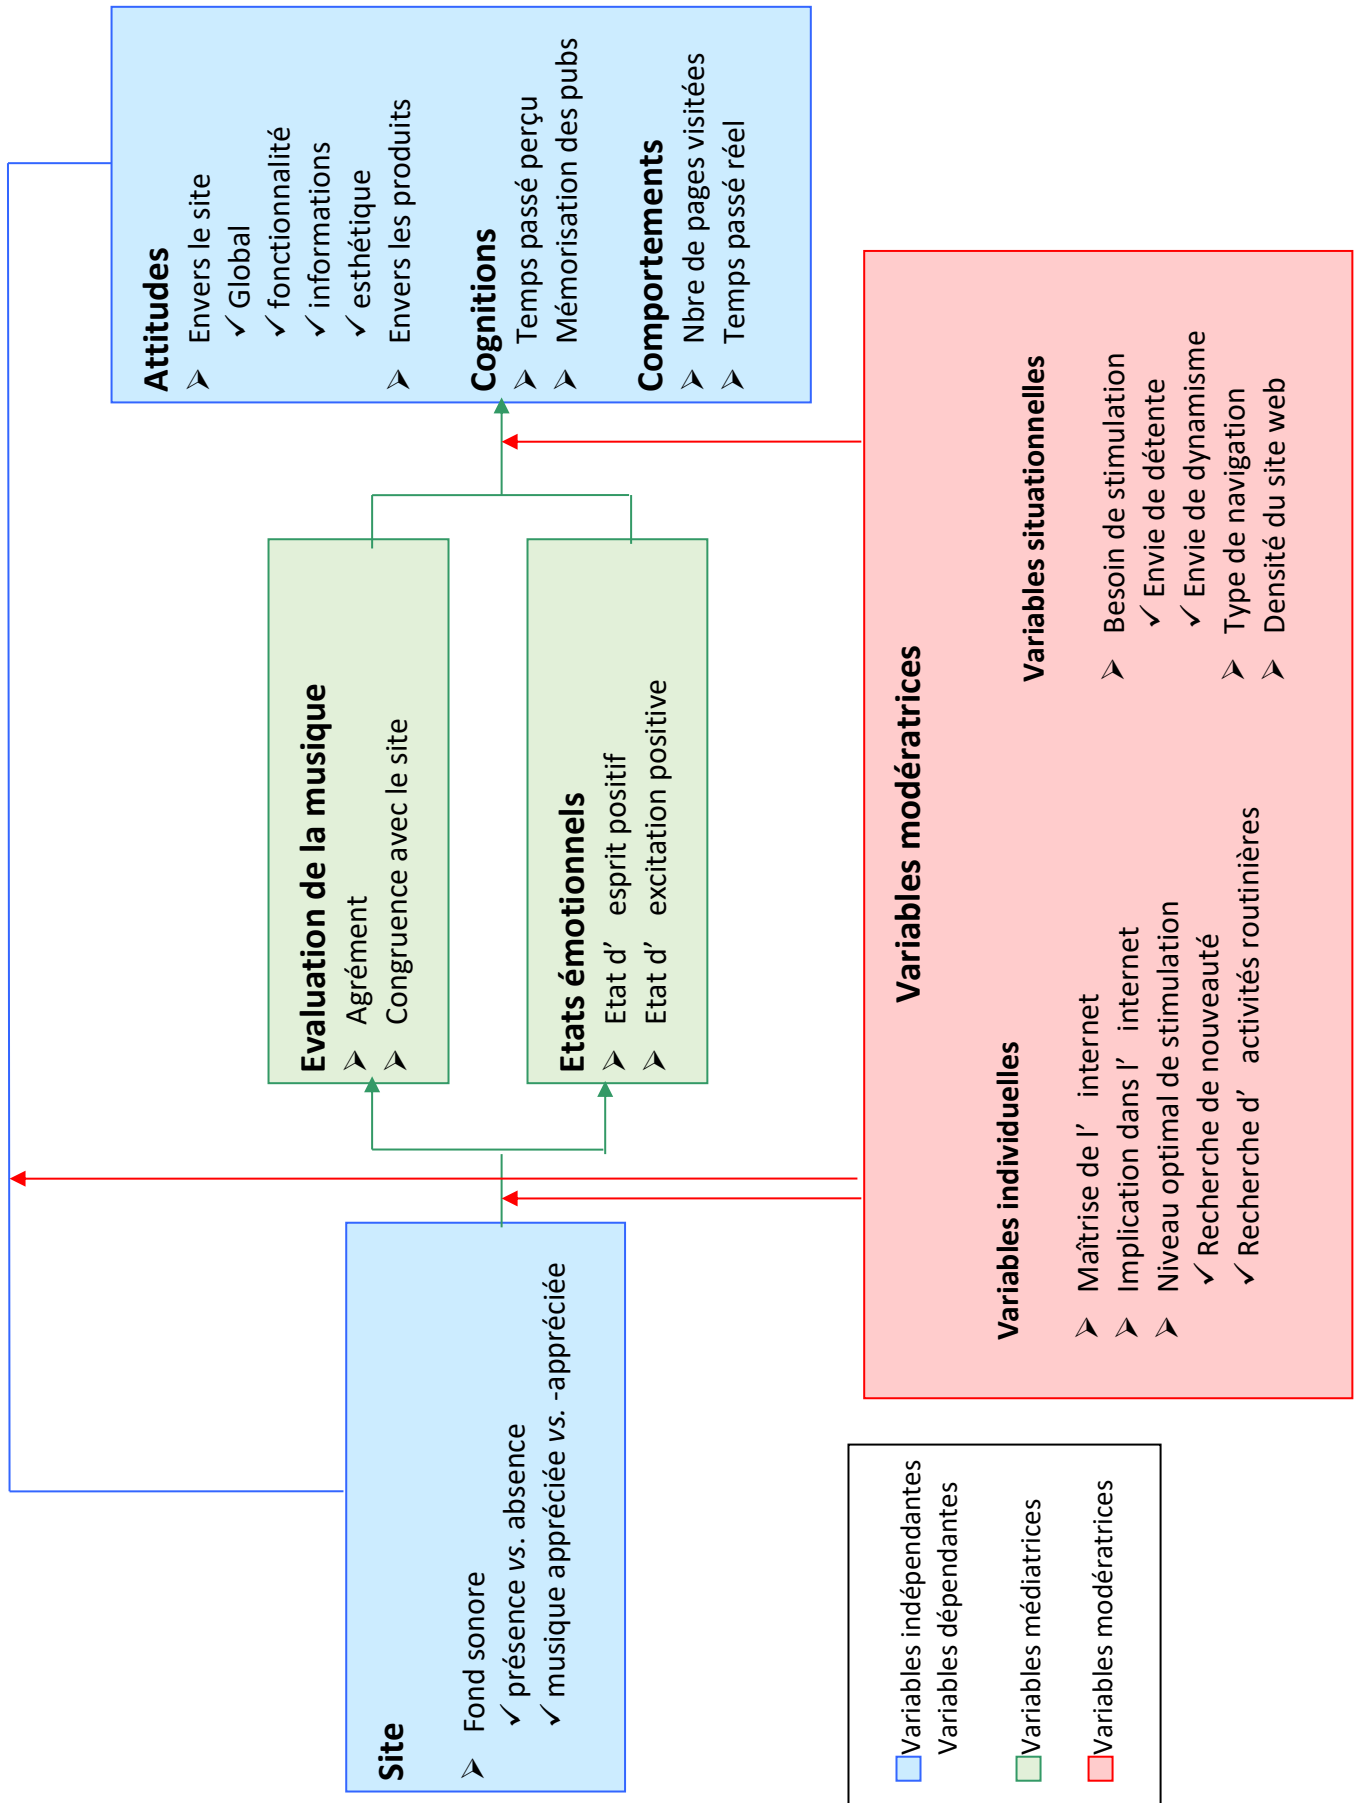 Site
➢ Fond sonore
✓ présence vs. absence
✓ musique appréciée vs. -appréciée
Evaluation de la musique
➢ Agrément
➢ Congruence avec le site
Etats émotionnels
➢ Etat d’ esprit positif
➢ Etat d’ excitation positive
Attitudes
➢ Envers le site
✓ Global
✓ fonctionnalité
✓ informations
✓ esthétique
➢ Envers les produits
Cognitions
➢ Temps passé perçu
➢ Mémorisation des pubs
Comportements
➢ Nbre de pages visitées
➢ Temps passé réel
Variables modératrices
Variables individuelles
➢ Maîtrise de l’ internet
➢ Implication dans l’ internet
➢ Niveau optimal de stimulation
✓ Recherche de nouveauté
✓ Recherche d’ activités routinières
Variables situationnelles
➢ Besoin de stimulation
✓ Envie de détente
✓ Envie de dynamisme
➢ Type de navigation
➢ Densité du site web
Variables indépendantes
Variables dépendantes
Variables médiatrices
Variables modératrices